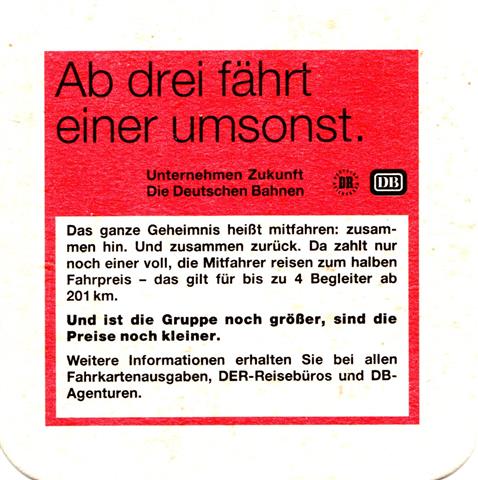 Ab drei fährt
einer umsonst.
Unternehmen Zukunft
Die Deutschen Bahnen
DR
DB
Das ganze Geheimnis heißt mitfahren: zusam-
men hin. Und zusammen zurück. Da zahlt nur
noch einer voll, die Mitfahrer reisen zum halben
Fahrpreis – das gilt für bis zu 4 Begleiter ab
201 km.
Und ist die Gruppe noch größer, sind die
Preise noch kleiner.
Weitere Informationen erhalten Sie bei allen
Fahrkartenausgaben, DER-Reisebüros und DB-
Agenturen.